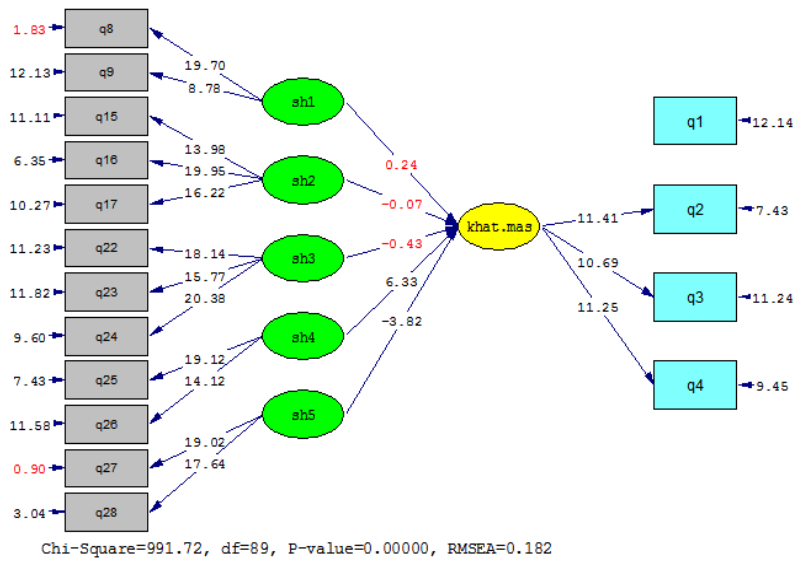 1.83 q8
12.13 q9
11.11 q15
6.35 q16
10.27 q17
11.23 q22
11.82 q23
9.60 q24
7.43 q25
11.58 q26
0.90 q27
3.04 q28
19.70
8.78
13.98
19.95
16.22
18.14
15.77
20.38
19.12
14.12
19.02
17.64
sh1
sh2
sh3
sh4
sh5
0.24
-0.07
-0.43
6.33
-3.82
khat.mas
11.41
10.69
11.25
q1 12.14
q2 7.43
q3 11.24
q4 9.45
Chi-Square=991.72, df=89, P-value=0.00000, RMSEA=0.182